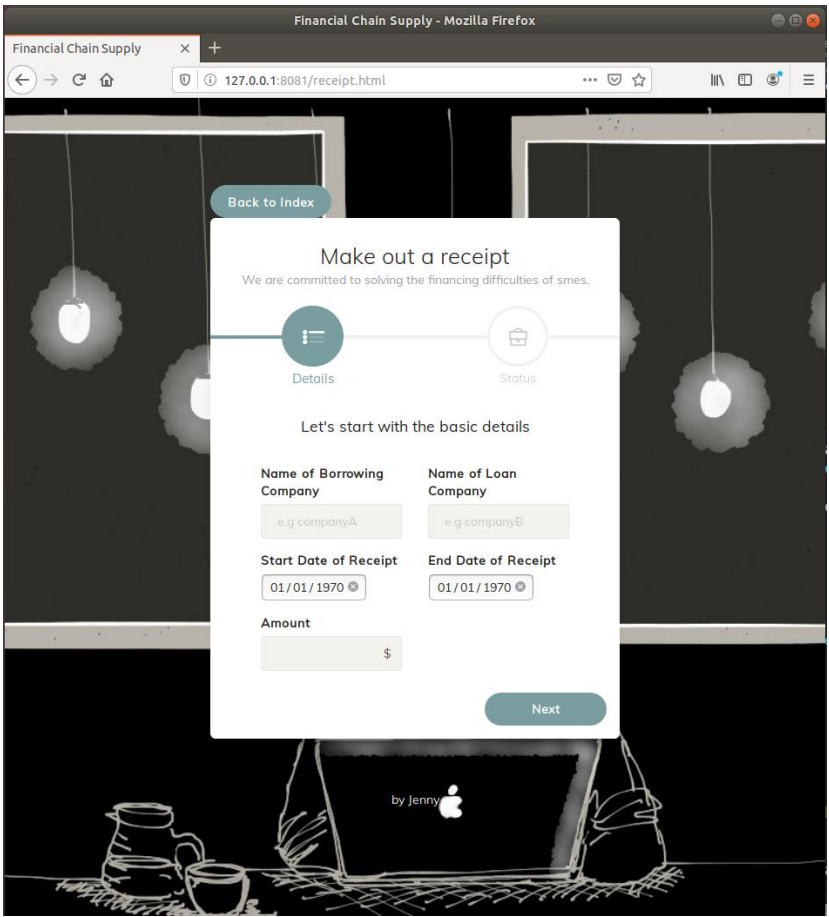 Financial Chain Supply - Mozilla Firefox
Financial Chain Supply
127.0.0.1:8081/receipt.html
Back to Index
Make out a receipt
We are committed to solving the financing difficulties of smes.
Details
Status
Let's start with the basic details
Name of Borrowing Company
Name of Loan Company
e.g companyA
e.g companyB
Start Date of Receipt
End Date of Receipt
01/01/1970
01/01/1970
Amount
$
Next
by Jenny